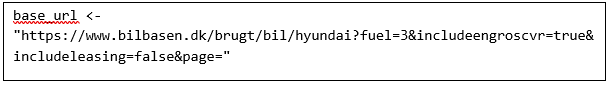 base_url <-
"https://www.bilbasen.dk/brugt/bil/hyundai?fuel=3&includeengroscvr=true&
includeleasing=false&page="